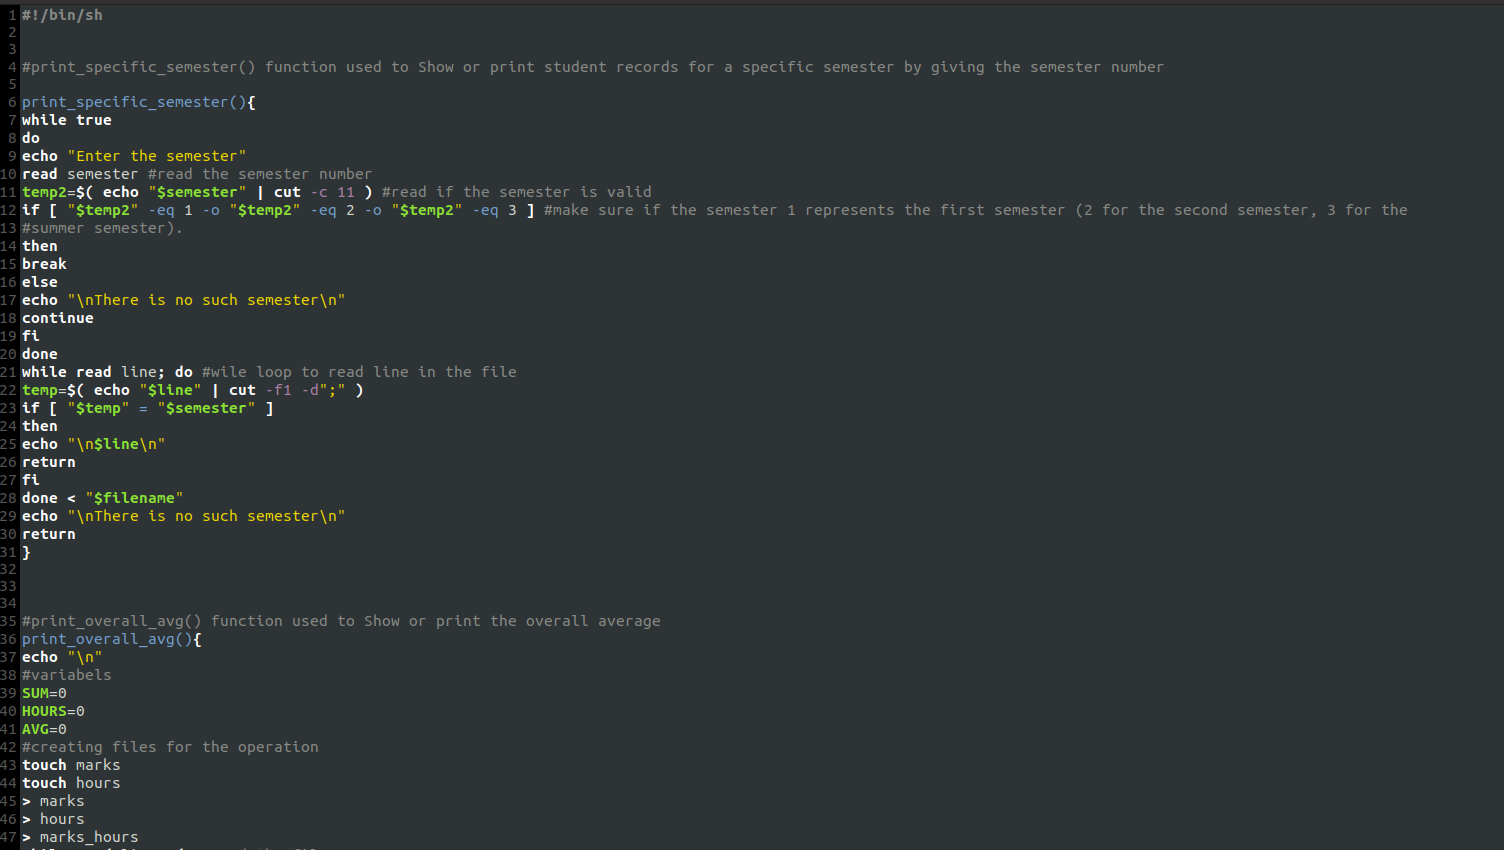 1 #!/bin/sh
2
3
4 #print_specific_semester() function used to Show or print student records for a specific semester by giving the semester number
5
6 print_specific_semester(){
7 while true
8 do
9 echo "Enter the semester"
10 read semester #read the semester number
11 temp2=$( echo "$semester" | cut -c 11 ) #read if the semester is valid
12 if [ "$temp2" -eq 1 -o "$temp2" -eq 2 -o "$temp2" -eq 3 ] #make sure if the semester 1 represents the first semester (2 for the second semester, 3 for the
13 #summer semester).
14 then
15 break
16 else
17 echo "\nThere is no such semester\n"
18 continue
19 fi
20 done
21 while read line; do #wile loop to read line in the file
22 temp=$( echo "$line" | cut -f1 -d";" )
23 if [ "$temp" = "$semester" ]
24 then
25 echo "\n$line\n"
26 return
27 fi
28 done < "$filename"
29 echo "\nThere is no such semester\n"
30 return
31 }
32
33
34
35 #print_overall_avg() function used to Show or print the overall average
36 print_overall_avg(){
37 echo "\n"
38 #variabels
39 SUM=0
40 HOURS=0
41 AVG=0
42 #creating files for the operation
43 touch marks
44 touch hours
45 > marks
46 > hours
47 > marks_hours